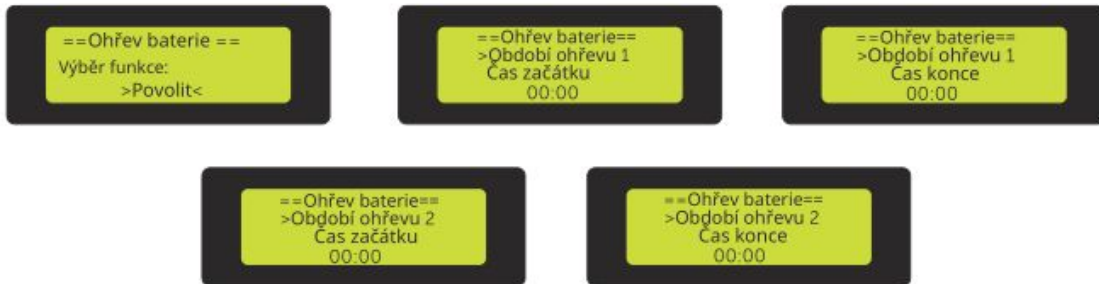 ==Ohřev baterie ==
Výběr funkce:
>Povolit<
==Ohřev baterie==
>Období ohřevu 1
Čas začátku
00:00
==Ohřev baterie==
>Období ohřevu 1
Čas konce
00:00
==Ohřev baterie==
>Období ohřevu 2
Čas začátku
00:00
==Ohřev baterie==
>Období ohřevu 2
Čas konce
00:00